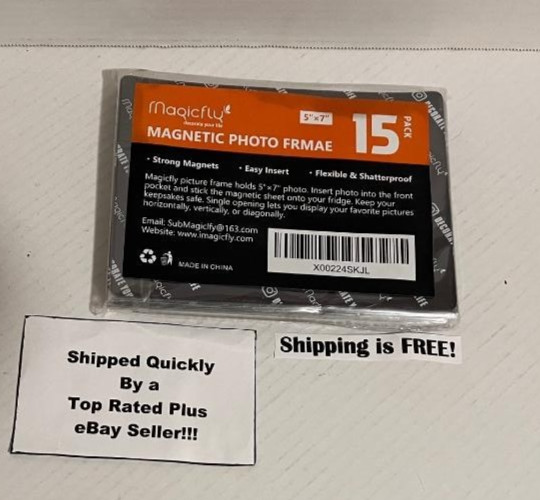 Magicfly
MAGNETIC PHOTO FRMAE
5"×7"
15 PACK
· Strong Magnets · Easy Insert · Flexible & Shatterproof
Magicfly picture frame holds 5"×7" photo. Insert photo into the front
pocket and stick the magnetic sheet onto your fridge. Keep your
keepsakes safe. Single opening lets you display your favorite pictures
horizontally, vertically, or diagonally.
Email: SubMagiclfy@163.com
Website: www.imagicfly.com
MADE IN CHINA
X00224SKJL
Shipped Quickly
By a
Top Rated Plus
eBay Seller!!!
Shipping is FREE!